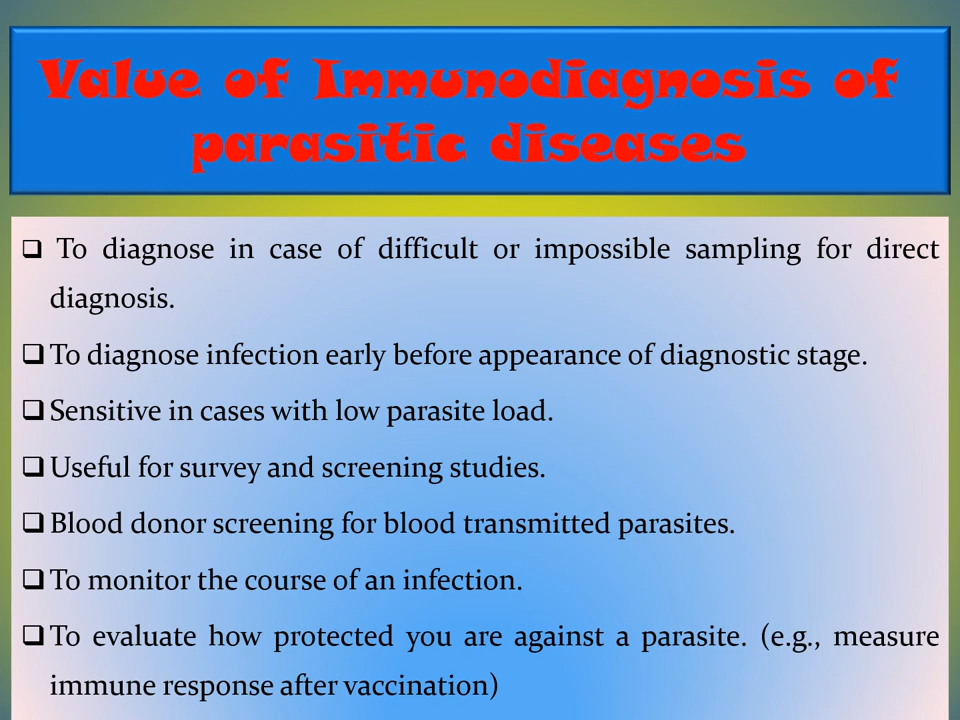 Value of Immunodiagnosis of
parasitic diseases
❑ To diagnose in case of difficult or impossible sampling for direct
diagnosis.
❑ To diagnose infection early before appearance of diagnostic stage.
❑ Sensitive in cases with low parasite load.
❑ Useful for survey and screening studies.
❑ Blood donor screening for blood transmitted parasites.
❑ To monitor the course of an infection.
❑ To evaluate how protected you are against a parasite. (e.g., measure
immune response after vaccination)